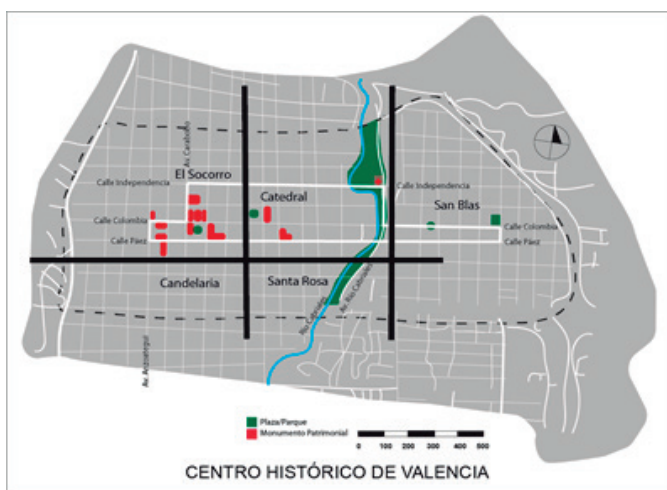 Av. Carabobo
El Socorro
Calle Independencia
Catedral
Calle Independencia
San Blas
Calle Colombia
Calle Colombia
Calle Páez
Calle Páez
Candelaria
Santa Rosa
Río Cabriales
Av. Río Cabriales
Av. Anzoategui
Plaza/Parque
Monumento Patrimonial
0 100 200 300 400 500
CENTRO HISTÓRICO DE VALENCIA